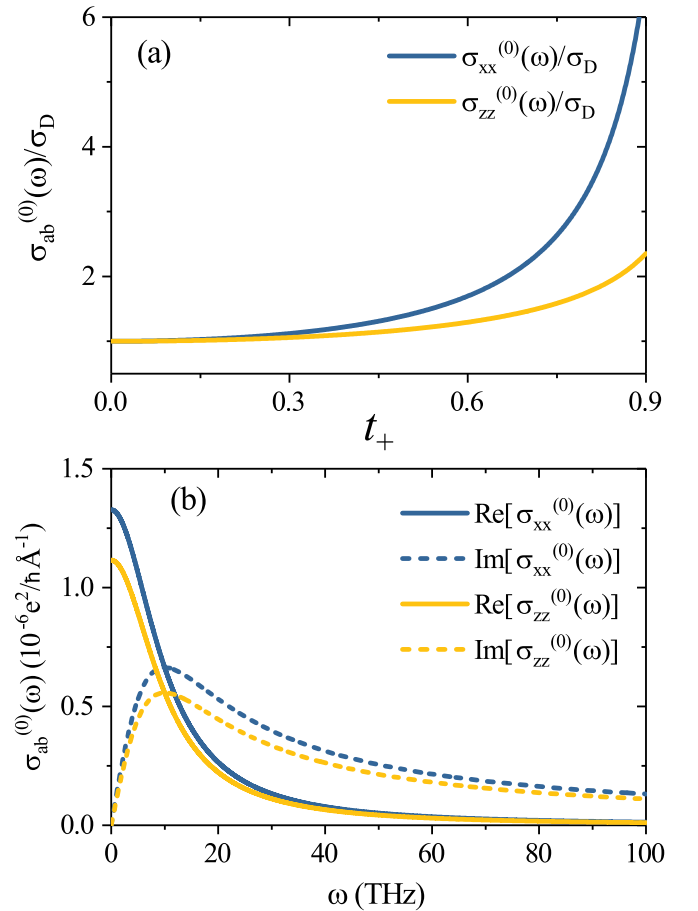 (a)
σxx(0)(ω)/σD
σzz(0)(ω)/σD
σab(0)(ω)/σD
6
4
2
0.0 0.3 0.6 0.9
t+
(b)
Re[σxx(0)(ω)]
Im[σxx(0)(ω)]
Re[σzz(0)(ω)]
Im[σzz(0)(ω)]
σab(0)(ω) (10-6e2/ħ Å-1)
1.5
1.0
0.5
0.0
0 20 40 60 80 100
ω (THz)